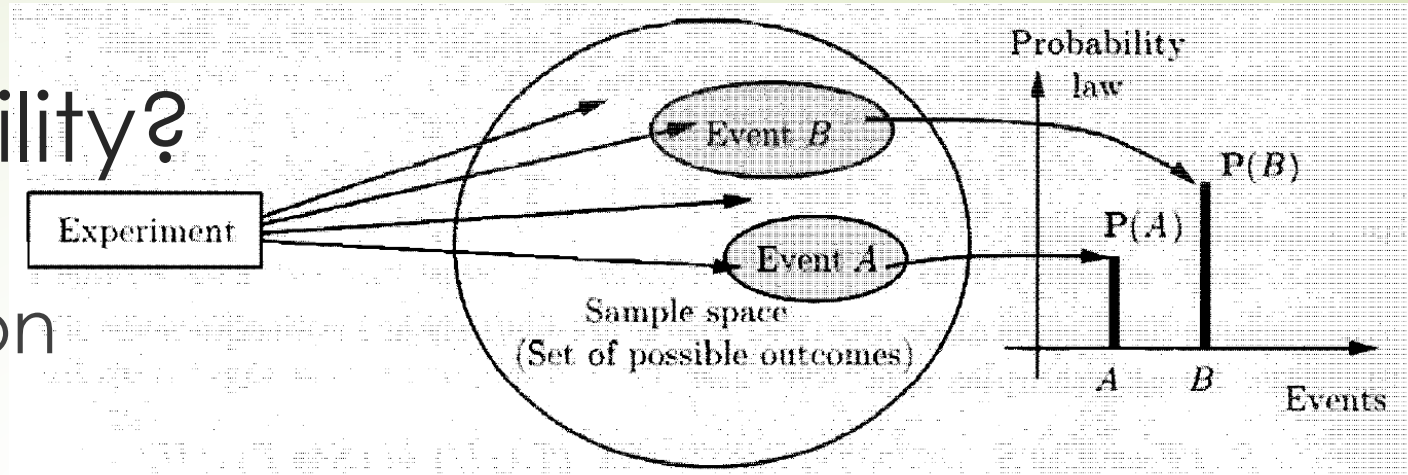 ility?
on
Experiment
Event B
Event A
Sample space
(Set of possible outcomes)
Probability
law
P(B)
P(A)
A
B
Events